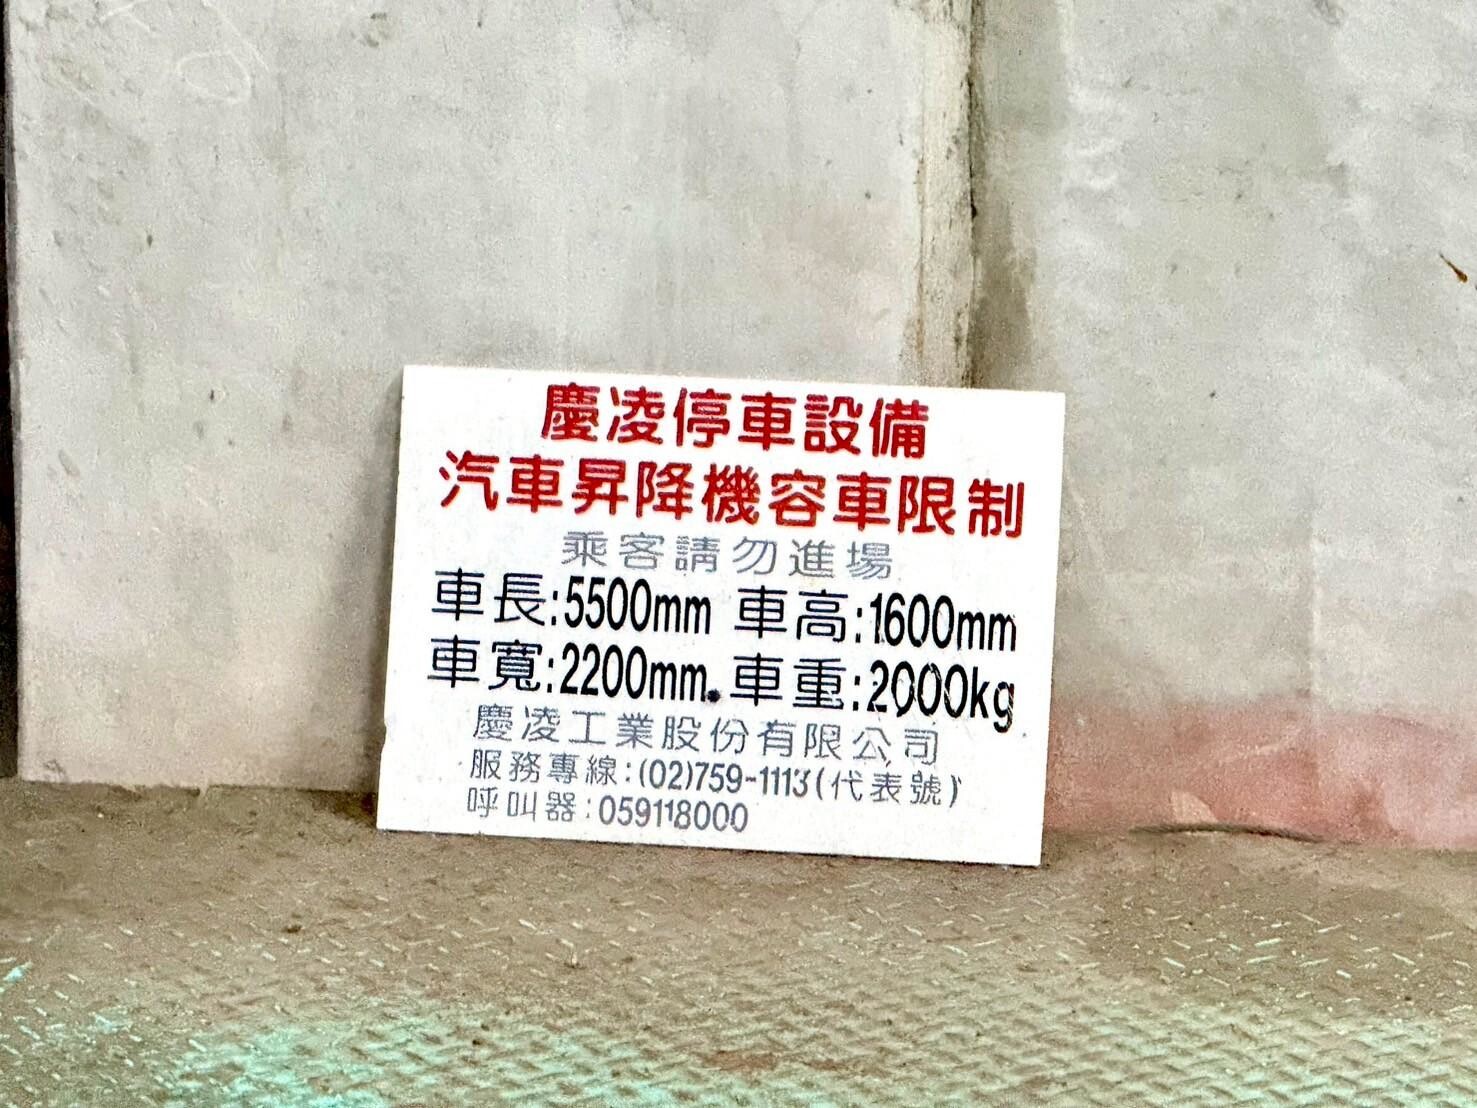 慶凌停車設備
汽車昇降機容車限制
乘客請勿進場
車長:5500mm 車高:1600mm
車寬:2200mm 車重:2000kg
慶凌工業股份有限公司
服務專線:(02)759-1113(代表號)
呼叫器:059118000